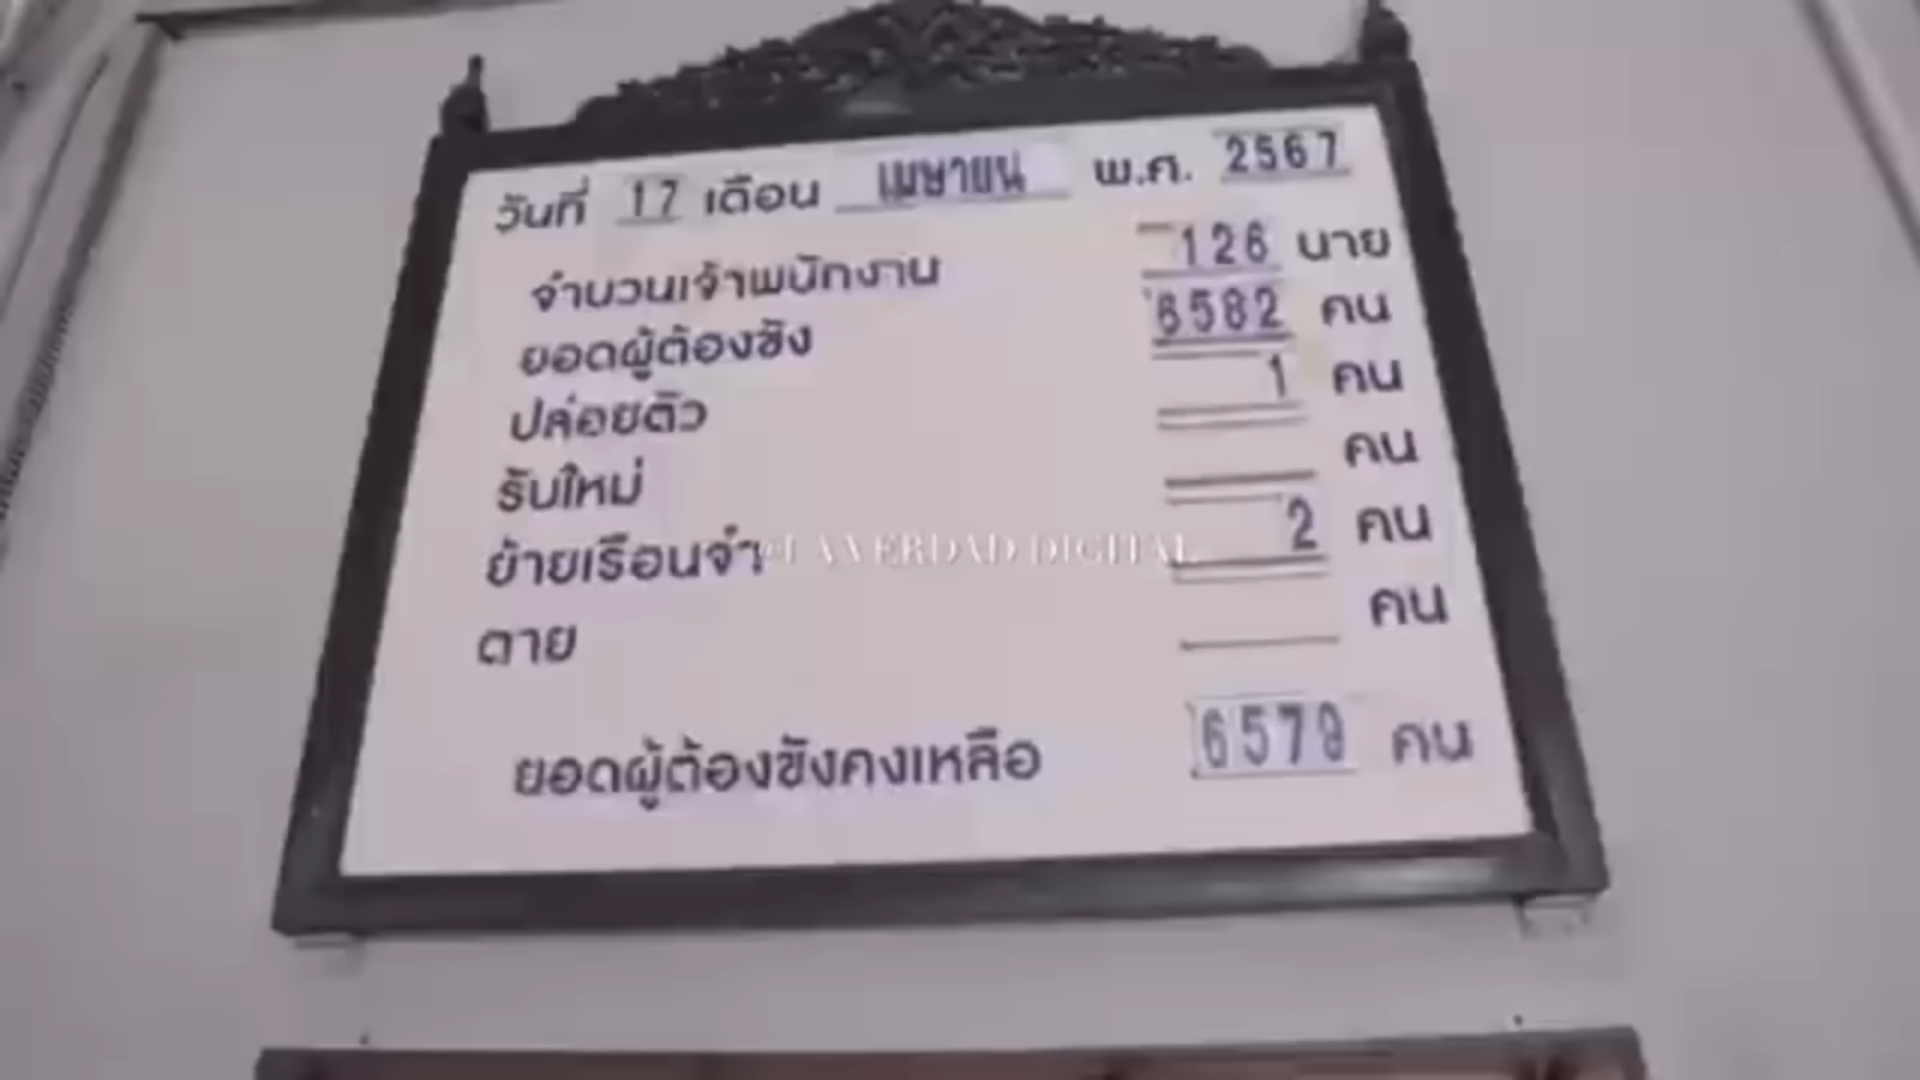 วันที่ 17 เดือน เมษายน พ.ศ. 2567
จำนวนเจ้าพนักงาน 126 นาย
ยอดผู้ต้องขัง 6582 คน
ปล่อยตัว 1 คน
รับใหม่ คน
ย้ายเรือนจำ 2 คน
@LAVERDAD DIGITAL
ตาย คน
ยอดผู้ต้องขังคงเหลือ 6579 คน